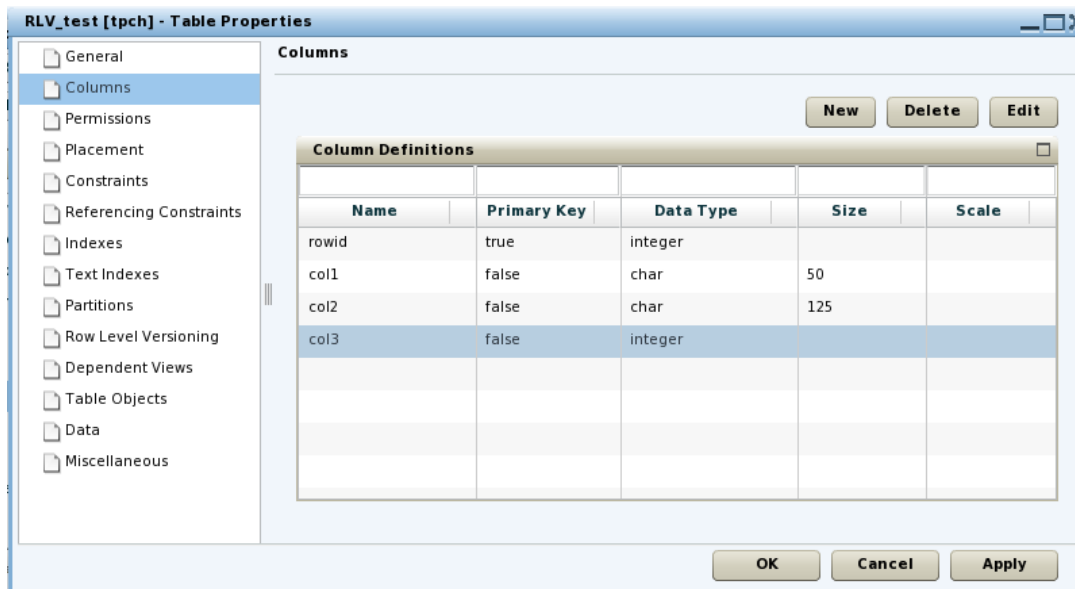 RLV_test [tpch] - Table Properties
General
Columns
Permissions
Placement
Constraints
Referencing Constraints
Indexes
Text Indexes
Partitions
Row Level Versioning
Dependent Views
Table Objects
Data
Miscellaneous
Columns
New Delete Edit
Column Definitions
Name Primary Key Data Type Size Scale
rowid true integer
col1 false char 50
col2 false char 125
col3 false integer
OK Cancel Apply